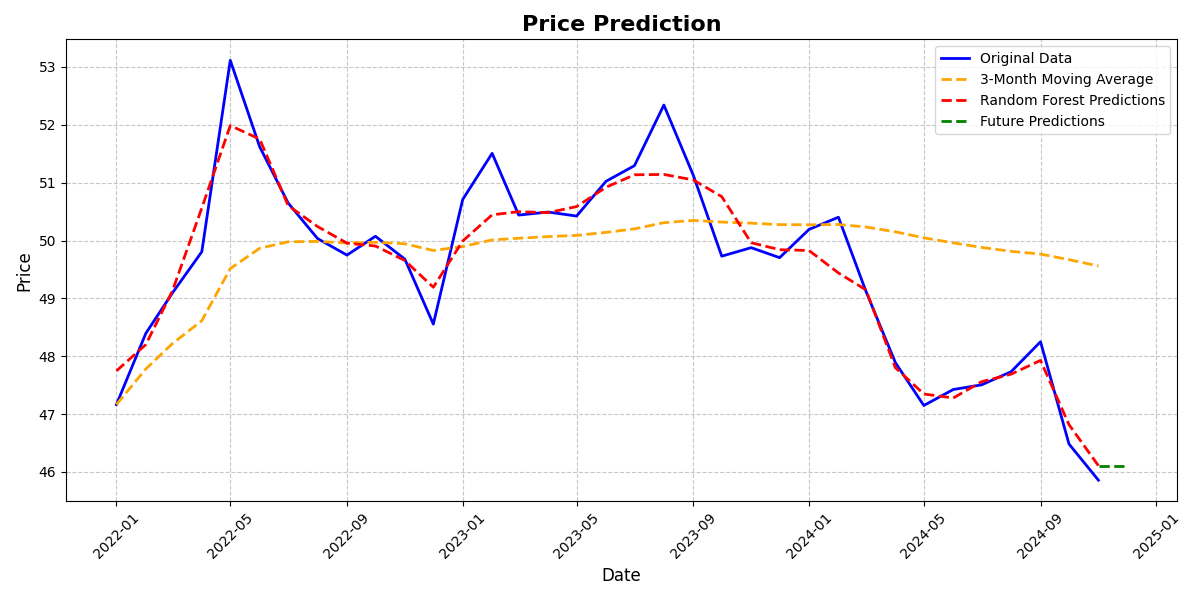 Price Prediction
Original Data
3-Month Moving Average
Random Forest Predictions
Future Predictions
Price
53
52
51
50
49
48
47
46
2022-01
2022-05
2022-09
2023-01
2023-05
2023-09
2024-01
2024-05
2024-09
2025-01
Date